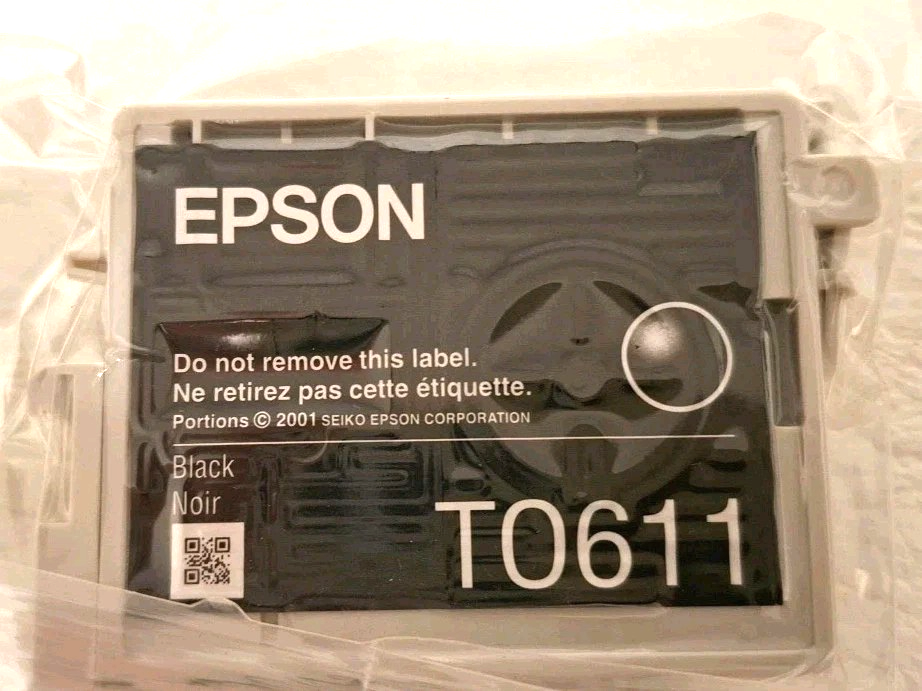 EPSON
Do not remove this label.
Ne retirez pas cette étiquette.
Portions © 2001 SEIKO EPSON CORPORATION
Black
Noir
T0611